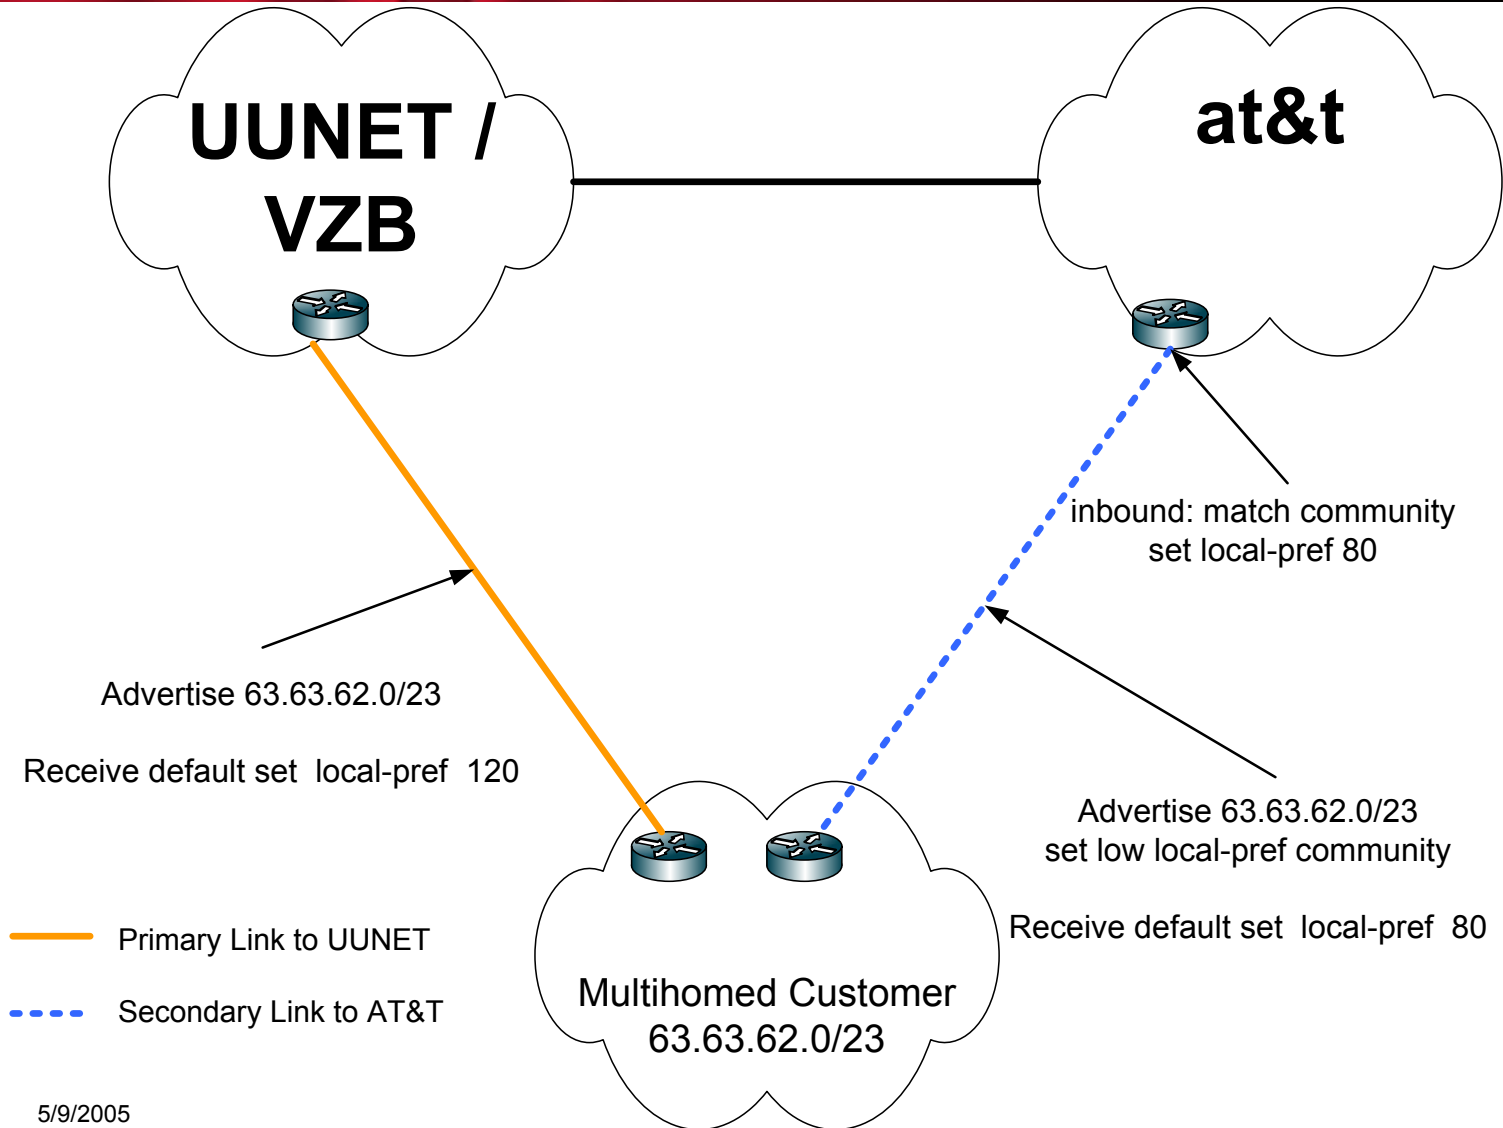 UUNET /
VZB
at&t
inbound: match community
set local-pref 80
Advertise 63.63.62.0/23
Receive default set local-pref 120
Advertise 63.63.62.0/23
set low local-pref community
Receive default set local-pref 80
Primary Link to UUNET
Secondary Link to AT&T
Multihomed Customer
63.63.62.0/23
5/9/2005